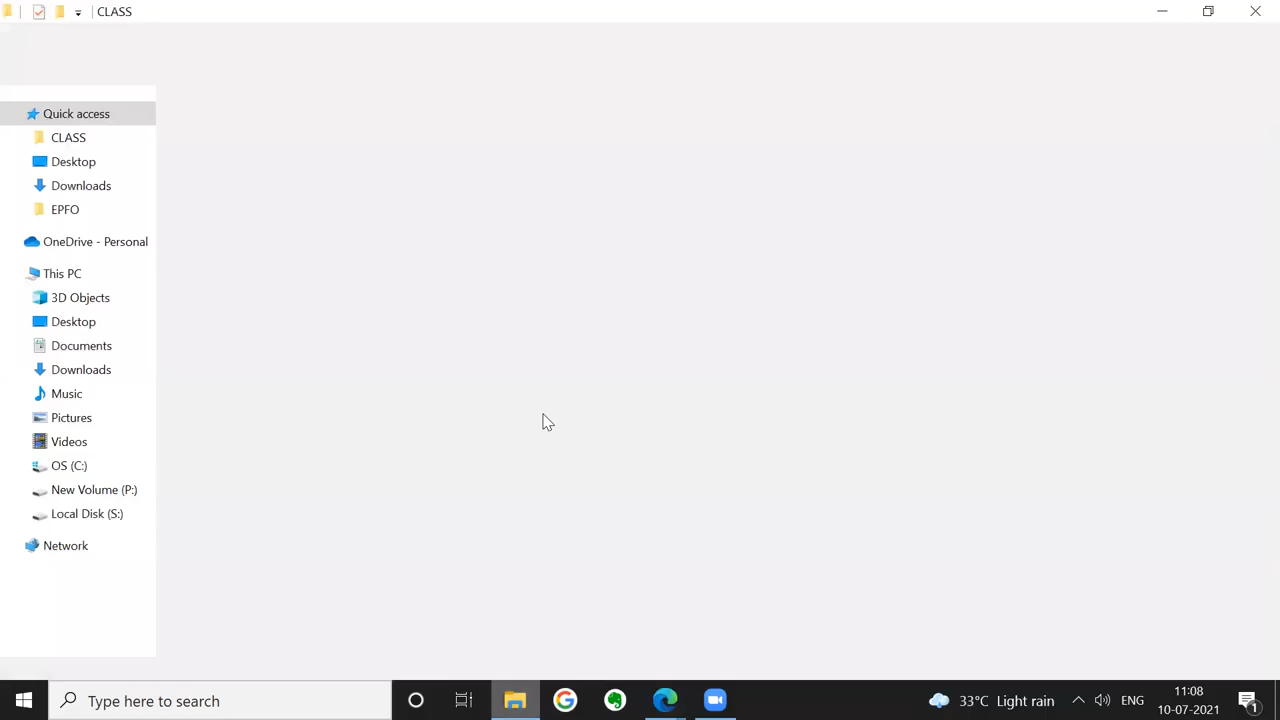 CLASS
Quick access
CLASS
Desktop
Downloads
EPFO
OneDrive - Personal
This PC
3D Objects
Desktop
Documents
Downloads
Music
Pictures
Videos
OS (C:)
New Volume (P:)
Local Disk (S:)
Network
Type here to search
33°C Light rain
ENG
11:08
10-07-2021
1